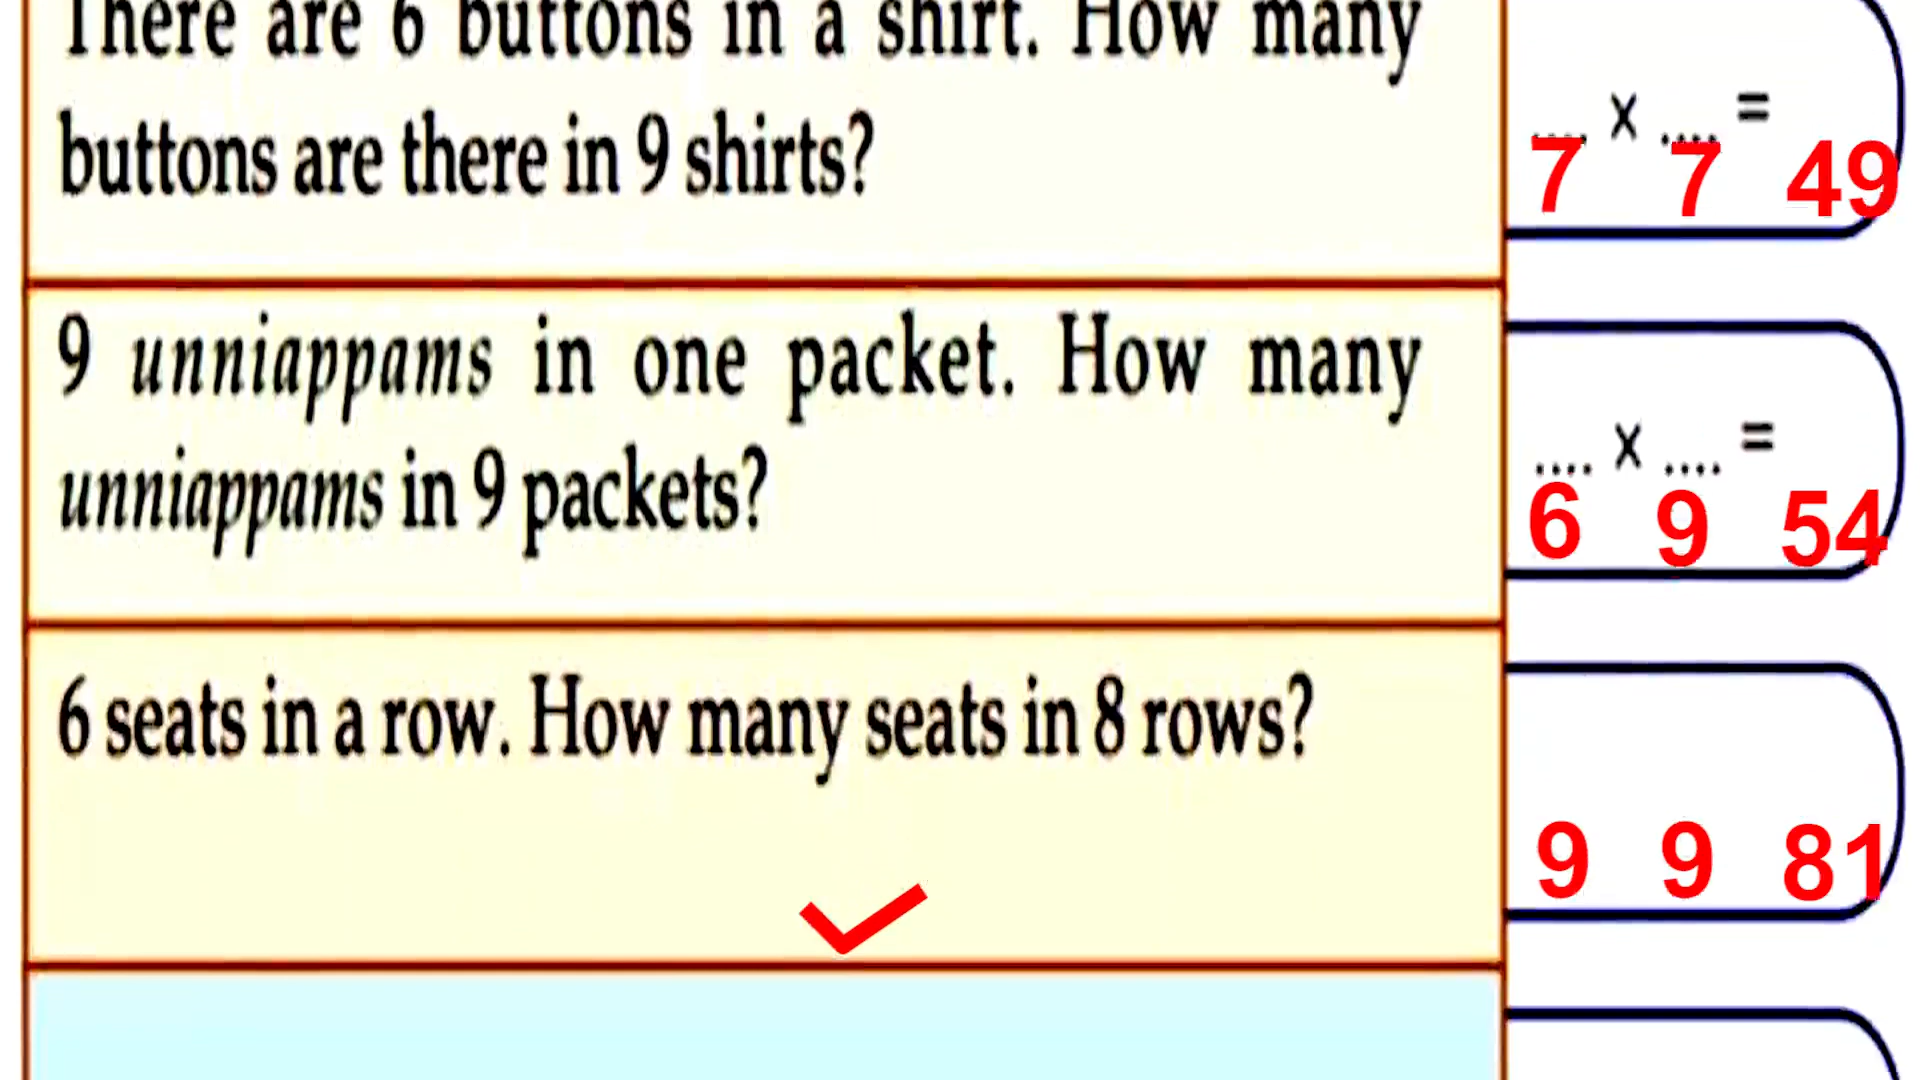 There are 6 buttons in a shirt. How many
buttons are there in 9 shirts?
.... × .... =
7 7 49
9 unniappams in one packet. How many
unniappams in 9 packets?
.... × .... =
6 9 54
6 seats in a row. How many seats in 8 rows?
9 9 81